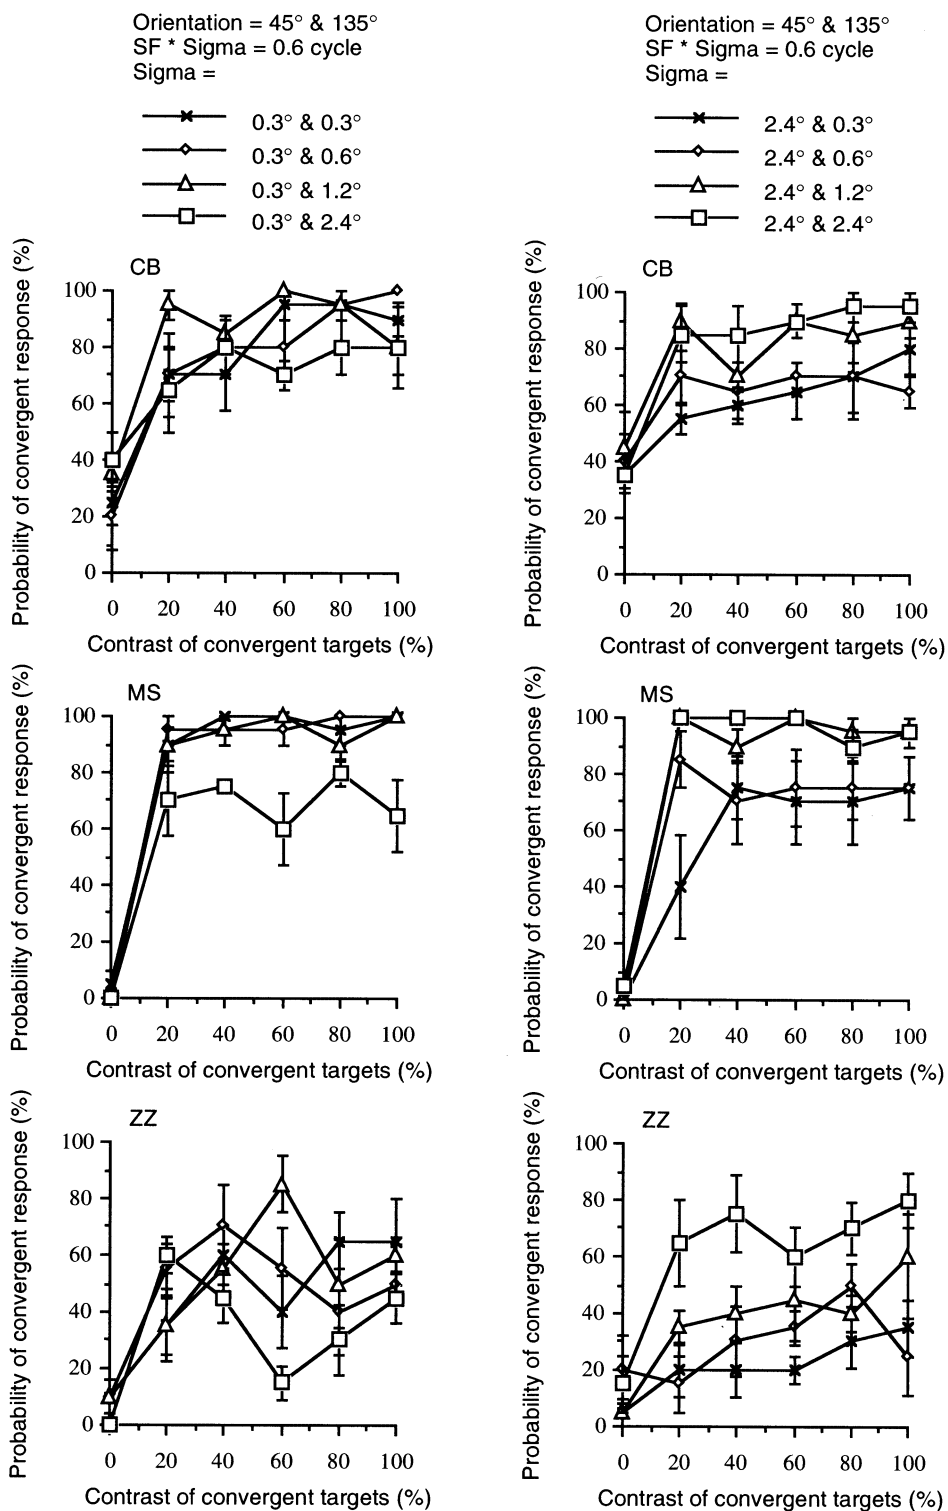 Orientation = 45° & 135°
SF * Sigma = 0.6 cycle
Sigma =
0.3° & 0.3°
0.3° & 0.6°
0.3° & 1.2°
0.3° & 2.4°
Orientation = 45° & 135°
SF * Sigma = 0.6 cycle
Sigma =
2.4° & 0.3°
2.4° & 0.6°
2.4° & 1.2°
2.4° & 2.4°
CB
Probability of convergent response (%)
100
80
60
40
20
0
0 20 40 60 80 100
Contrast of convergent targets (%)
CB
Probability of convergent response (%)
100
80
60
40
20
0
0 20 40 60 80 100
Contrast of convergent targets (%)
MS
Probability of convergent response (%)
100
80
60
40
20
0
0 20 40 60 80 100
Contrast of convergent targets (%)
MS
Probability of convergent response (%)
100
80
60
40
20
0
0 20 40 60 80 100
Contrast of convergent targets (%)
ZZ
Probability of convergent response (%)
100
80
60
40
20
0
0 20 40 60 80 100
Contrast of convergent targets (%)
ZZ
Probability of convergent response (%)
100
80
60
40
20
0
0 20 40 60 80 100
Contrast of convergent targets (%)